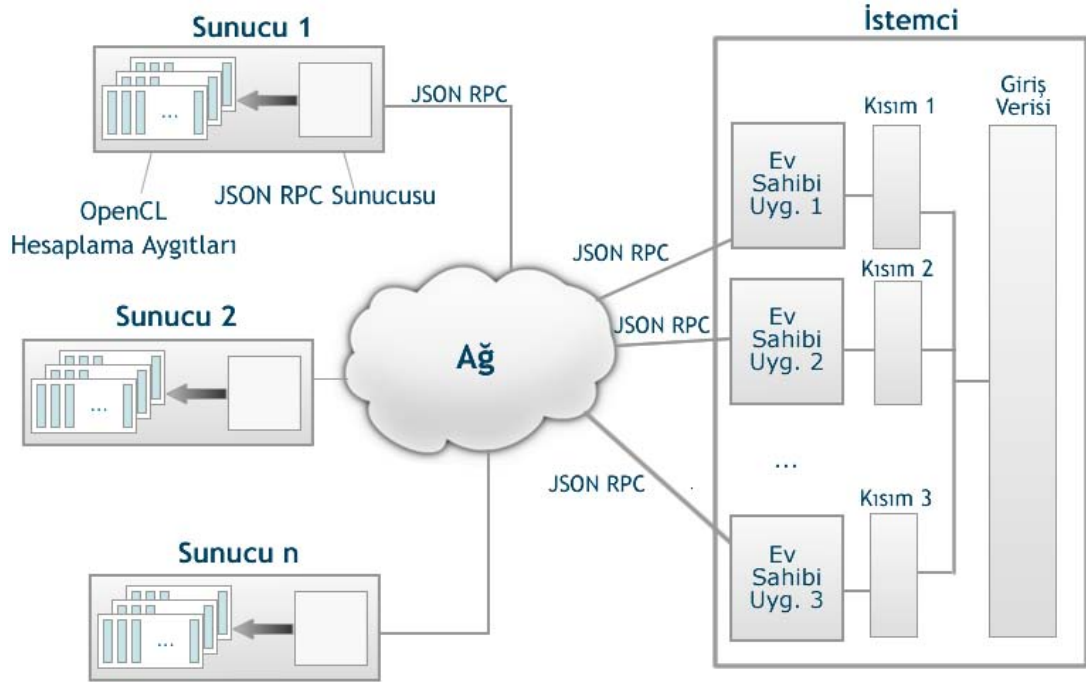 Sunucu 1
JSON RPC
OpenCL
Hesaplama Aygıtları
JSON RPC Sunucusu
...
Sunucu 2
...
Sunucu n
...
Ağ
JSON RPC
JSON RPC
JSON RPC
İstemci
Ev
Sahibi
Uyg. 1
Kısım 1
Giriş
Verisi
Ev
Sahibi
Uyg. 2
Kısım 2
...
Ev
Sahibi
Uyg. 3
Kısım 3